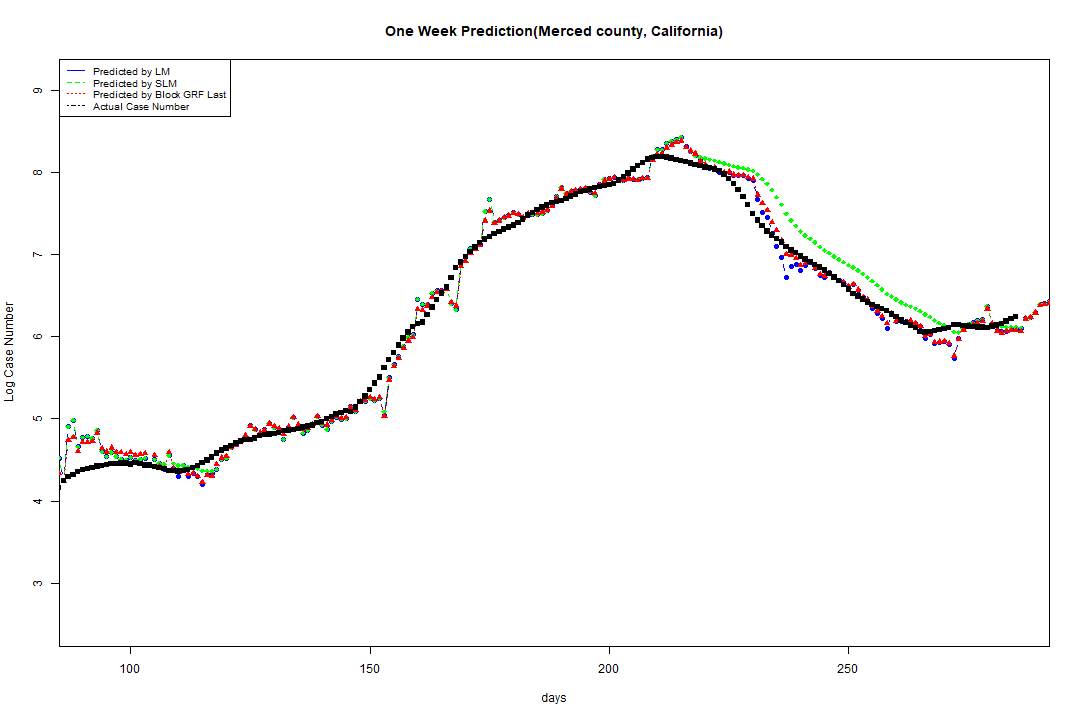 One Week Prediction(Merced county, California)
Predicted by LM
Predicted by SLM
Predicted by Block GRF Last
Actual Case Number
9
8
7
6
5
4
3
Log Case Number
100
150
200
250
days